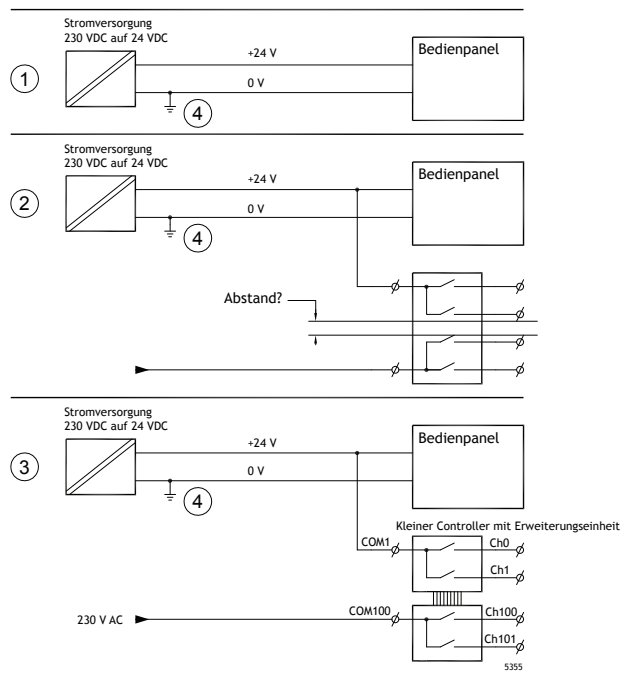 Stromversorgung
230 VDC auf 24 VDC
+24 V
Bedienpanel
1
0 V
4
Stromversorgung
230 VDC auf 24 VDC
+24 V
Bedienpanel
2
0 V
4
Abstand?
Stromversorgung
230 VDC auf 24 VDC
+24 V
Bedienpanel
3
0 V
4
Kleiner Controller mit Erweiterungseinheit
COM1
Ch0
Ch1
230 V AC
COM100
Ch100
Ch101
5355